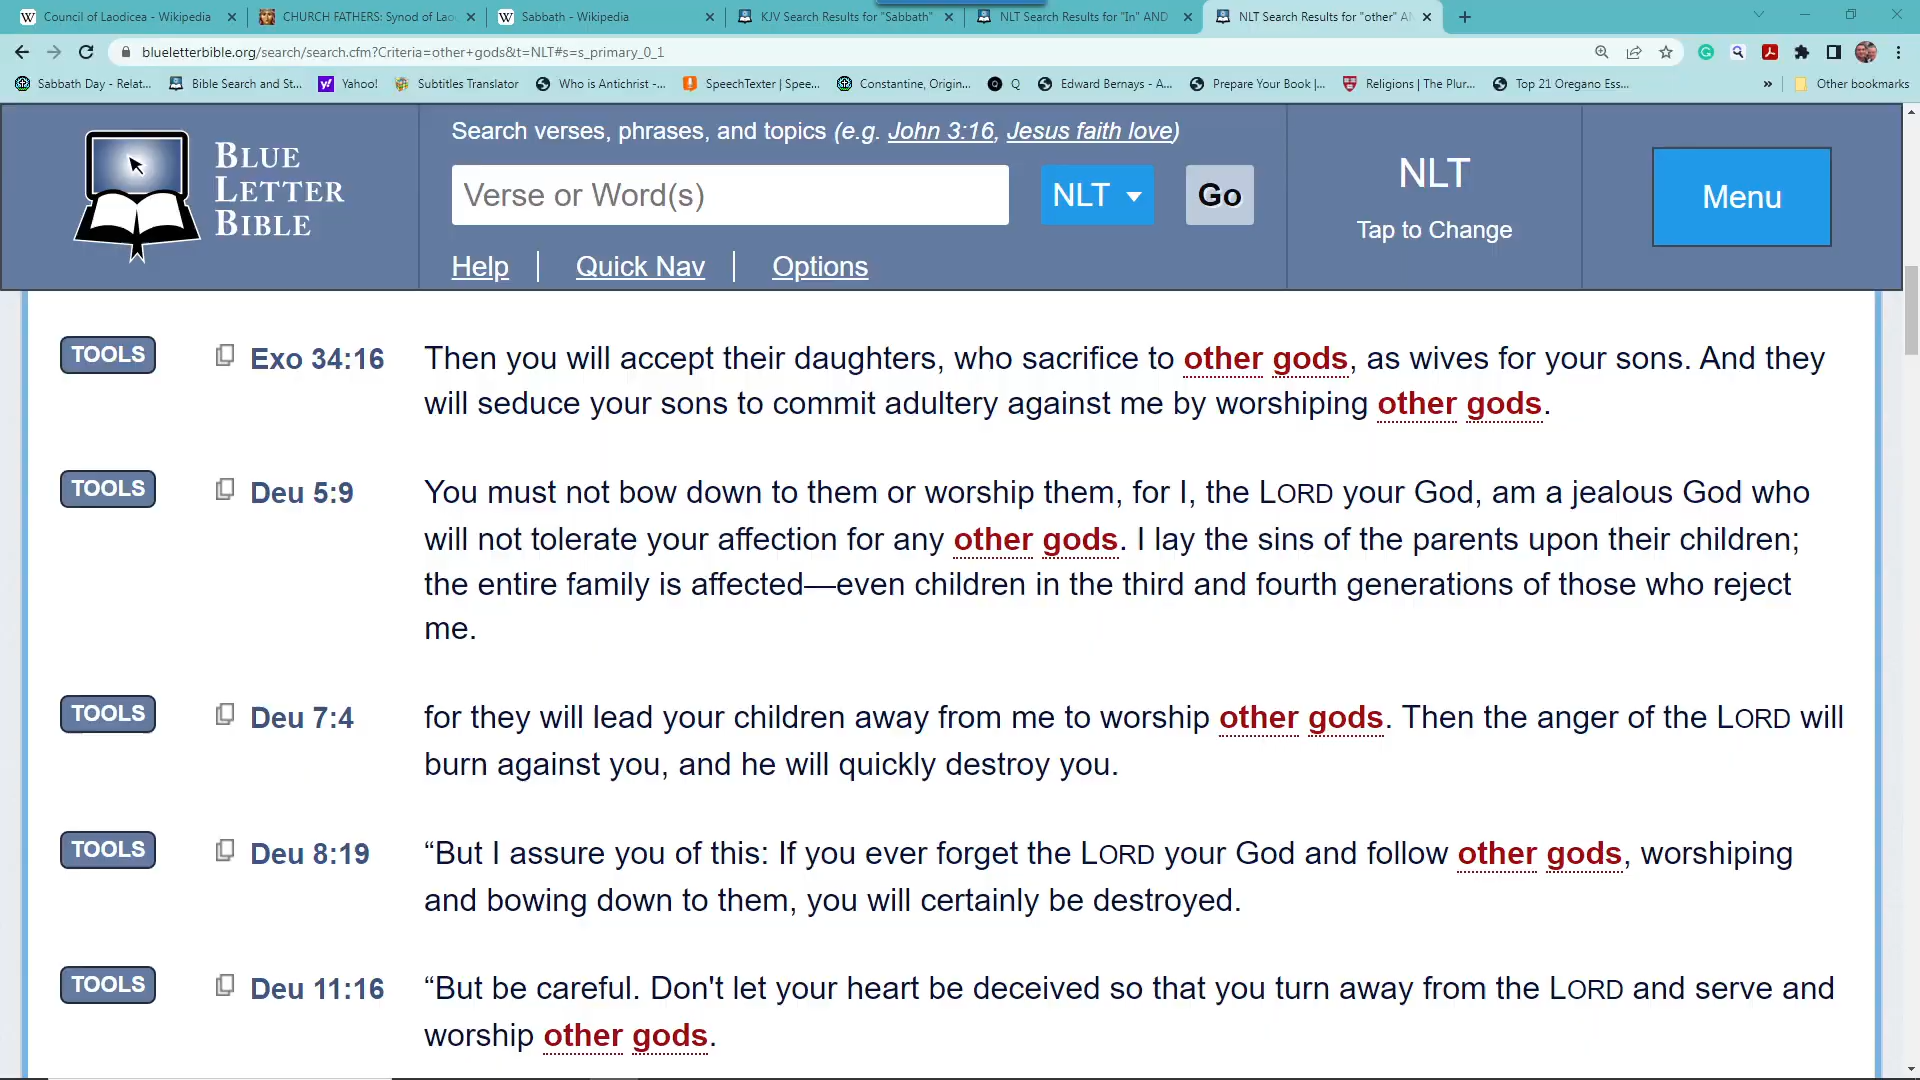 Council of Laodicea - Wikipedia
CHURCH FATHERS: Synod of Lao
Sabbath - Wikipedia
KJV Search Results for "Sabbath"
NLT Search Results for "In" AND
NLT Search Results for "other" AN
blueletterbible.org/search/search.cfm?Criteria=other+gods&t=NLT#s=s_primary_0_1
Sabbath Day - Relat...
Bible Search and St...
Yahoo!
Subtitles Translator
Who is Antichrist -...
SpeechTexter | Spee...
Constantine, Origin...
Q
Edward Bernays - A...
Prepare Your Book |...
Religions | The Plur...
Top 21 Oregano Ess...
»
Other bookmarks
BLUE
LETTER
BIBLE
Search verses, phrases, and topics (e.g. John 3:16, Jesus faith love)
Verse or Word(s)
NLT
Go
Help
Quick Nav
Options
NLT
Tap to Change
Menu
TOOLS
Exo 34:16
Then you will accept their daughters, who sacrifice to other gods, as wives for your sons. And they
will seduce your sons to commit adultery against me by worshiping other gods.
TOOLS
Deu 5:9
You must not bow down to them or worship them, for I, the LORD your God, am a jealous God who
will not tolerate your affection for any other gods. I lay the sins of the parents upon their children;
the entire family is affected—even children in the third and fourth generations of those who reject
me.
TOOLS
Deu 7:4
for they will lead your children away from me to worship other gods. Then the anger of the LORD will
burn against you, and he will quickly destroy you.
TOOLS
Deu 8:19
“But I assure you of this: If you ever forget the LORD your God and follow other gods, worshiping
and bowing down to them, you will certainly be destroyed.
TOOLS
Deu 11:16
“But be careful. Don't let your heart be deceived so that you turn away from the LORD and serve and
worship other gods.